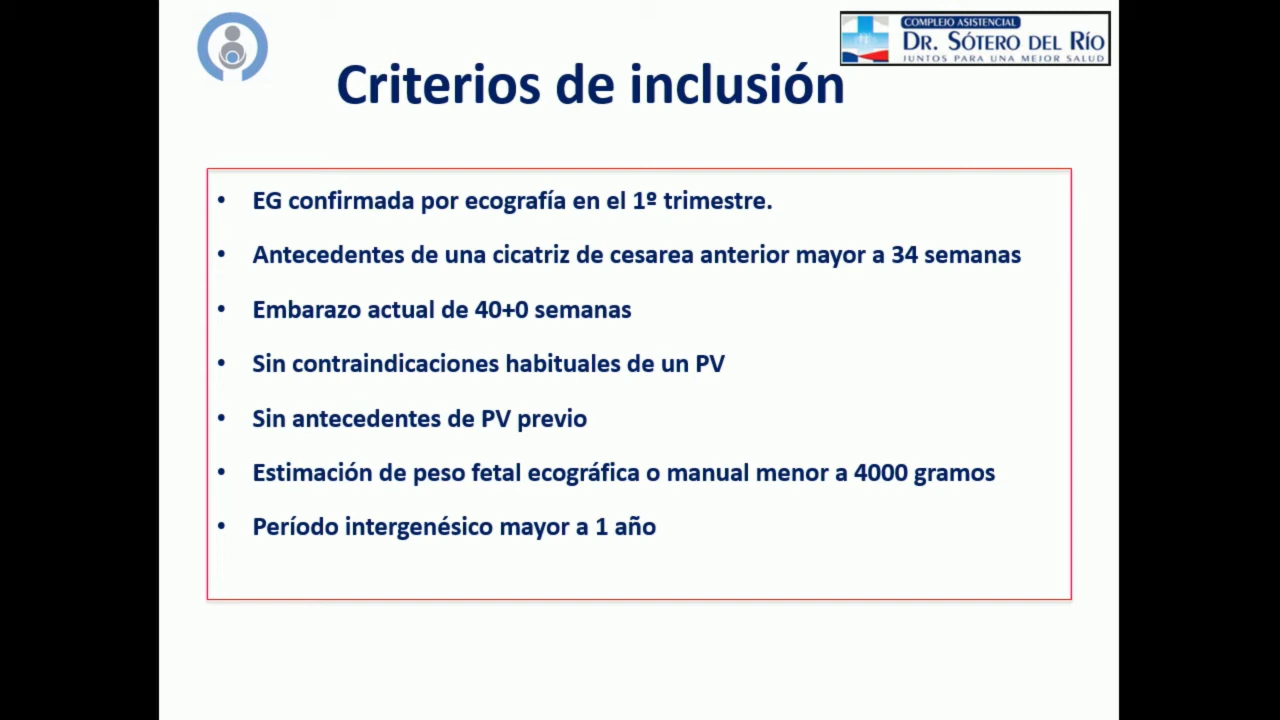 COMPLEJO ASISTENCIAL
DR. SÓTERO DEL RÍO
JUNTOS PARA UNA MEJOR SALUD
Criterios de inclusión
• EG confirmada por ecografía en el 1º trimestre.
• Antecedentes de una cicatriz de cesarea anterior mayor a 34 semanas
• Embarazo actual de 40+0 semanas
• Sin contraindicaciones habituales de un PV
• Sin antecedentes de PV previo
• Estimación de peso fetal ecográfica o manual menor a 4000 gramos
• Período intergenésico mayor a 1 año